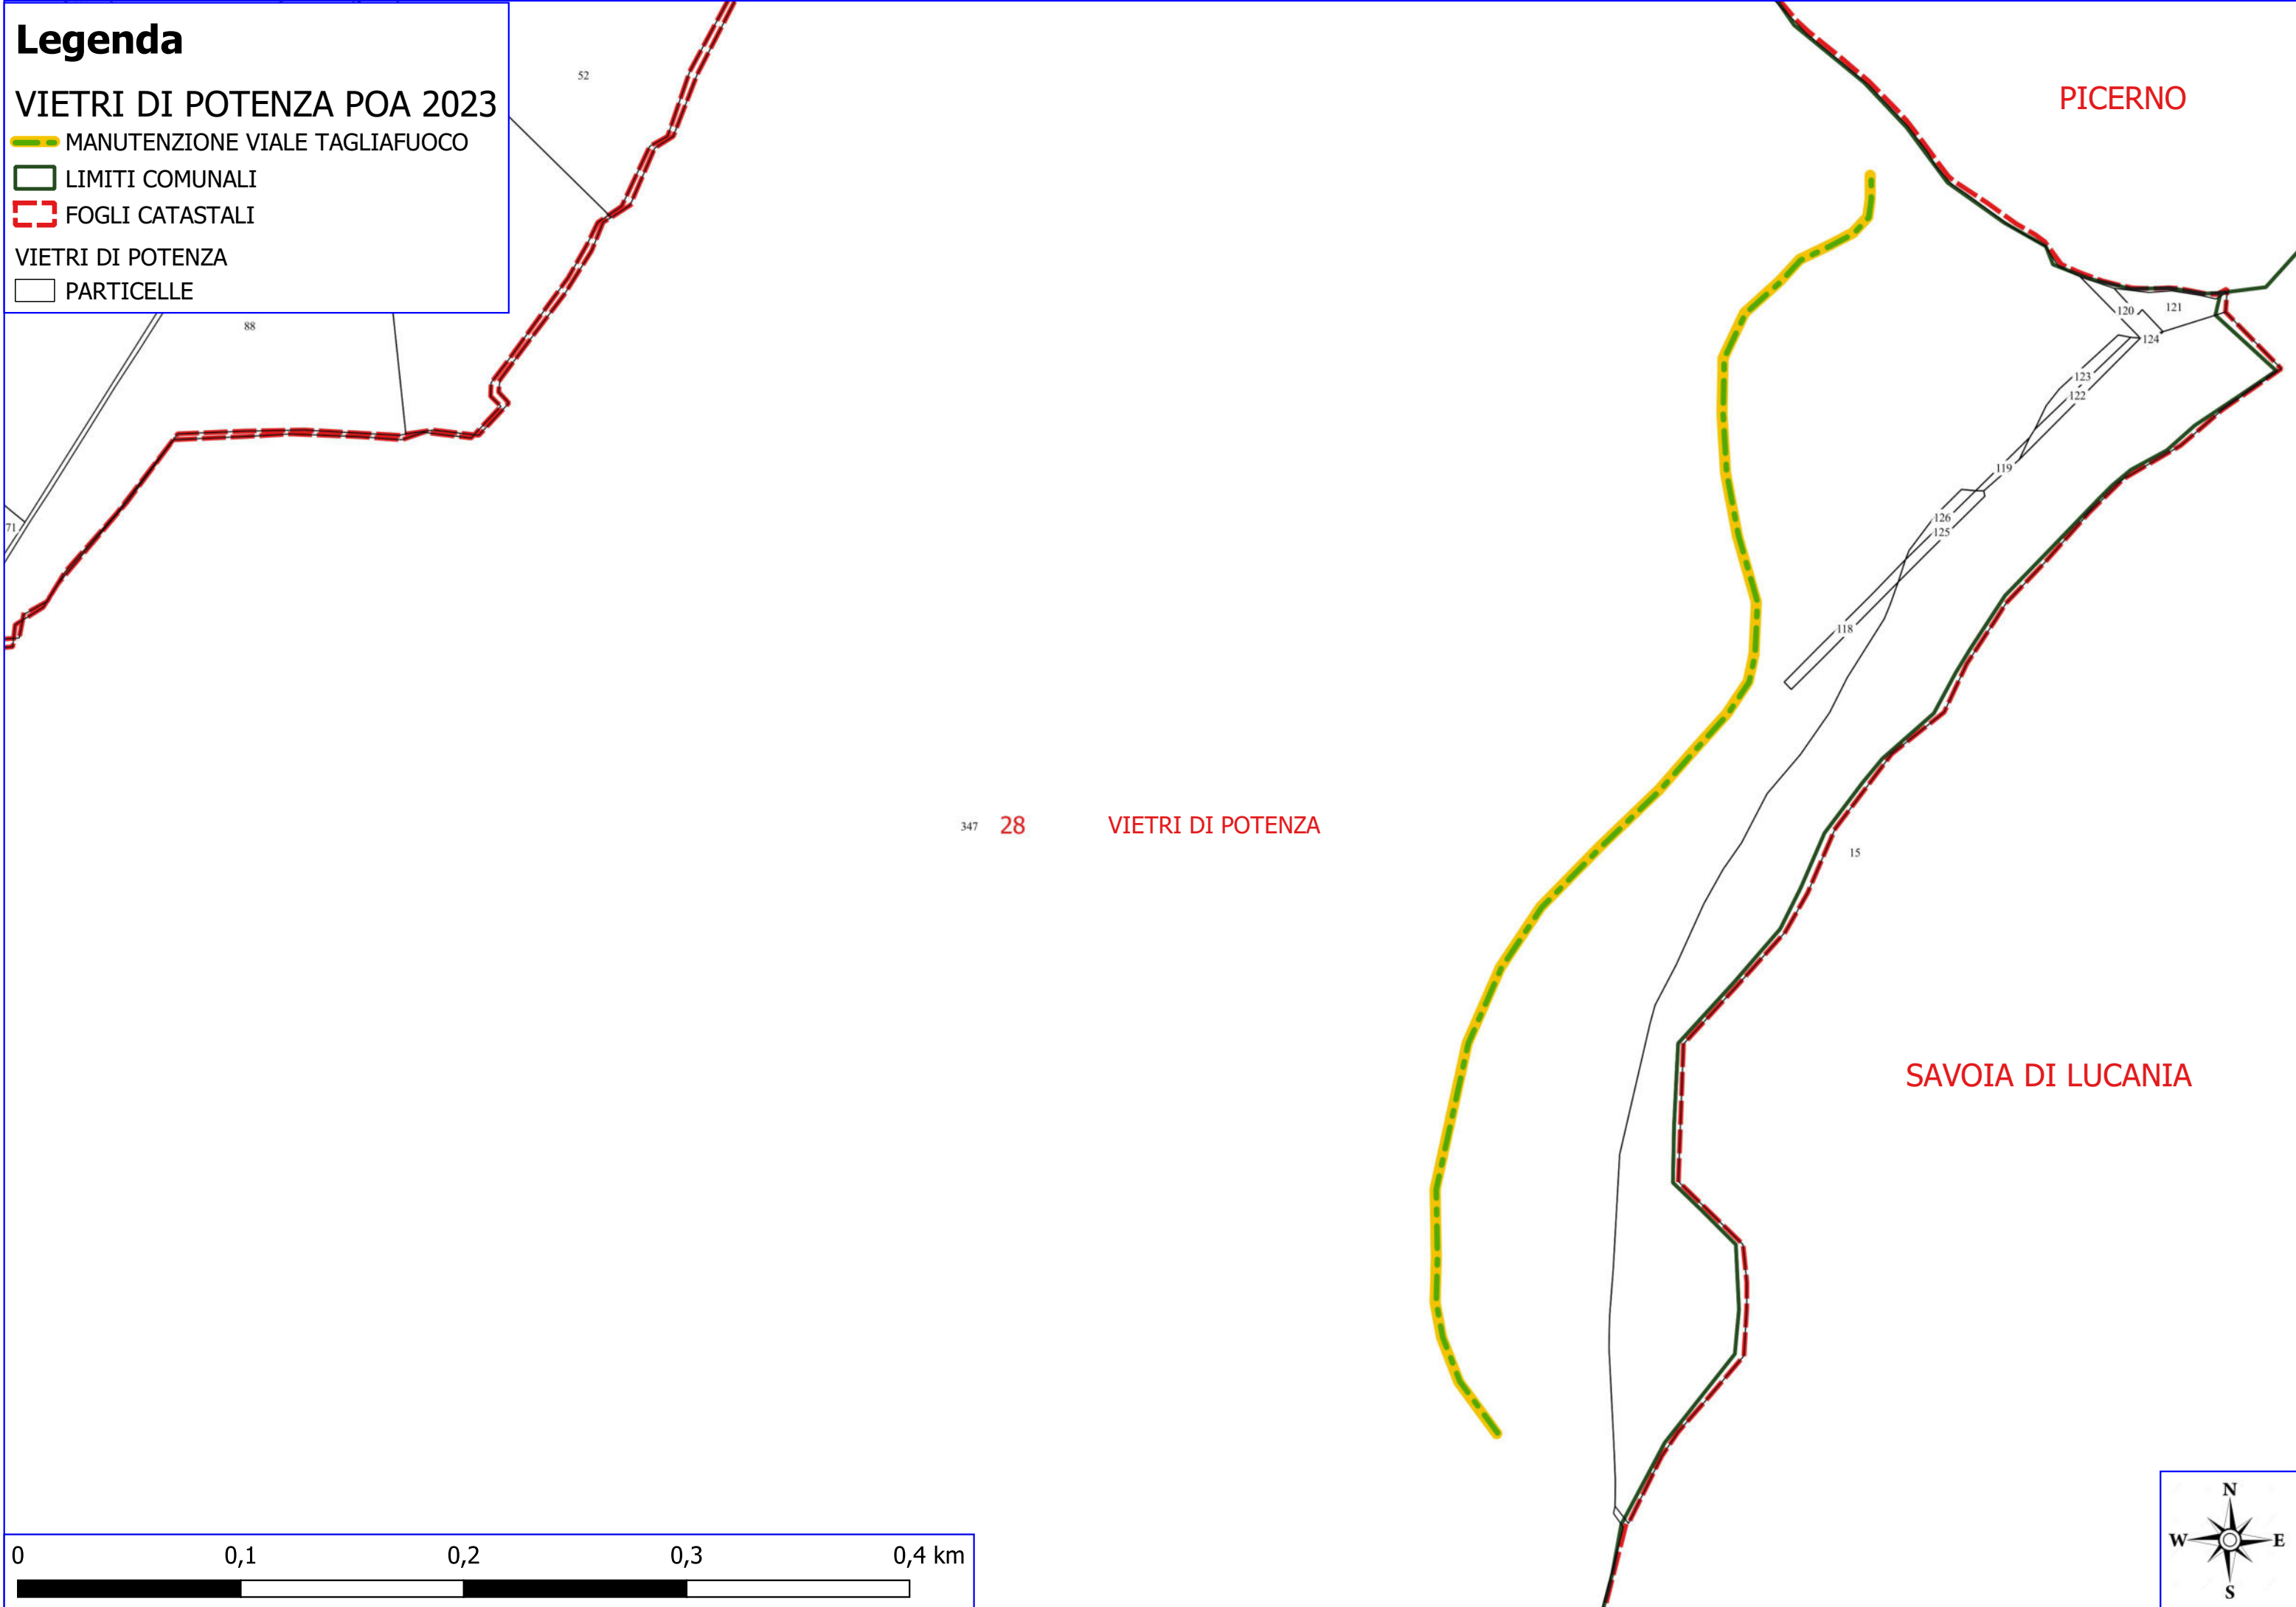 Legenda
VIETRI DI POTENZA POA 2023
MANUTENZIONE VIALE TAGLIAFUOCO
LIMITI COMUNALI
FOGLI CATASTALI
VIETRI DI POTENZA
PARTICELLE
52
PICERNO
88
120
121
124
123
122
71
119
126
125
118
347
28
VIETRI DI POTENZA
15
SAVOIA DI LUCANIA
0
0,1
0,2
0,3
0,4 km
N
W
E
S